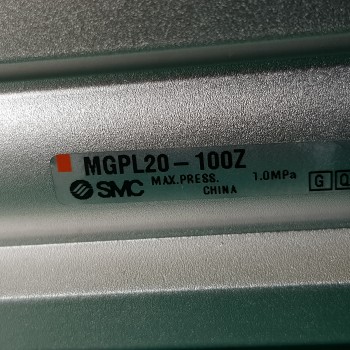 MGPL20-100Z
SMC MAX.PRESS. 1.0MPa
CHINA
G Q